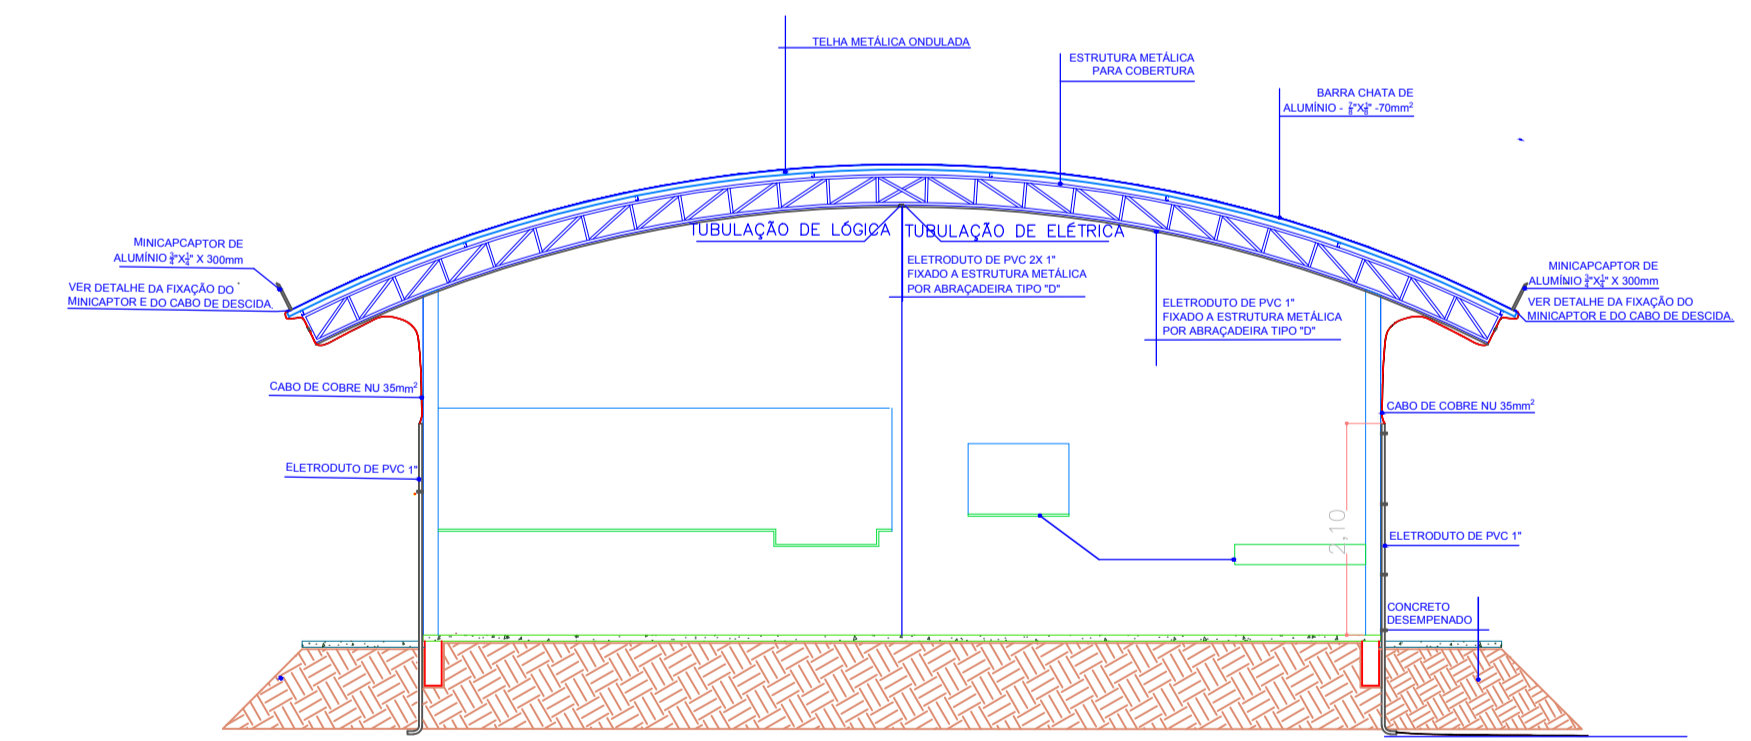 TELHA METÁLICA ONDULADA
ESTRUTURA METÁLICA
PARA COBERTURA
BARRA CHATA DE
ALUMÍNIO - ⅞"X⅛" -70mm²
TUBULAÇÃO DE LÓGICA
TUBULAÇÃO DE ELÉTRICA
MINICAPCAPTOR DE
ALUMÍNIO ¾"X¼" X 300mm
VER DETALHE DA FIXAÇÃO DO
MINICAPTOR E DO CABO DE DESCIDA.
ELETRODUTO DE PVC 2X 1"
FIXADO A ESTRUTURA METÁLICA
POR ABRAÇADEIRA TIPO "D"
ELETRODUTO DE PVC 1"
FIXADO A ESTRUTURA METÁLICA
POR ABRAÇADEIRA TIPO "D"
MINICAPCAPTOR DE
ALUMÍNIO ¾"X¼" X 300mm
VER DETALHE DA FIXAÇÃO DO
MINICAPTOR E DO CABO DE DESCIDA.
CABO DE COBRE NU 35mm²
CABO DE COBRE NU 35mm²
ELETRODUTO DE PVC 1"
2,10
ELETRODUTO DE PVC 1"
CONCRETO
DESEMPENADO